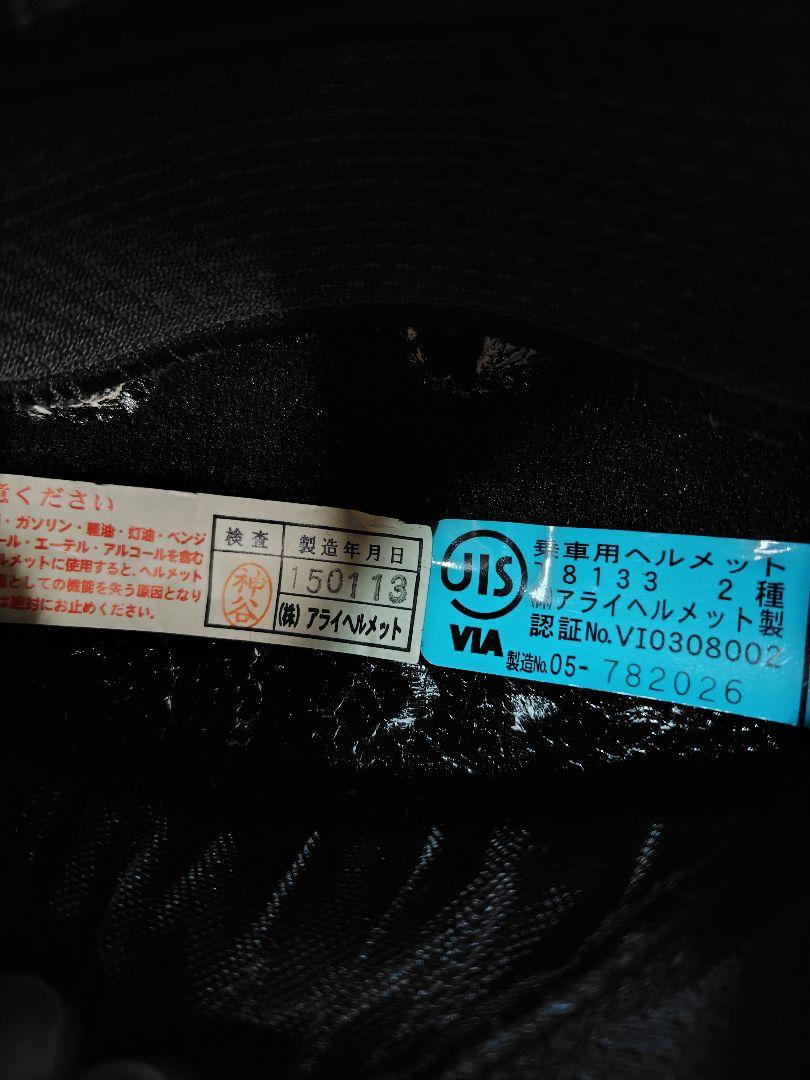 意ください
・ガソリン・軽油・灯油・ベンジ
ール・エーテル・アルコールを含む
ルメットに使用すると、ヘルメット
としての機能を失う原因となり
は絶対にお止めください。
検査 製造年月日
神谷 150113
(株) アライヘルメット
JIS 乗車用ヘルメット
T8133 2種
㈱アライヘルメット製
VIA 認証No.VI0308002
製造No.05-782026